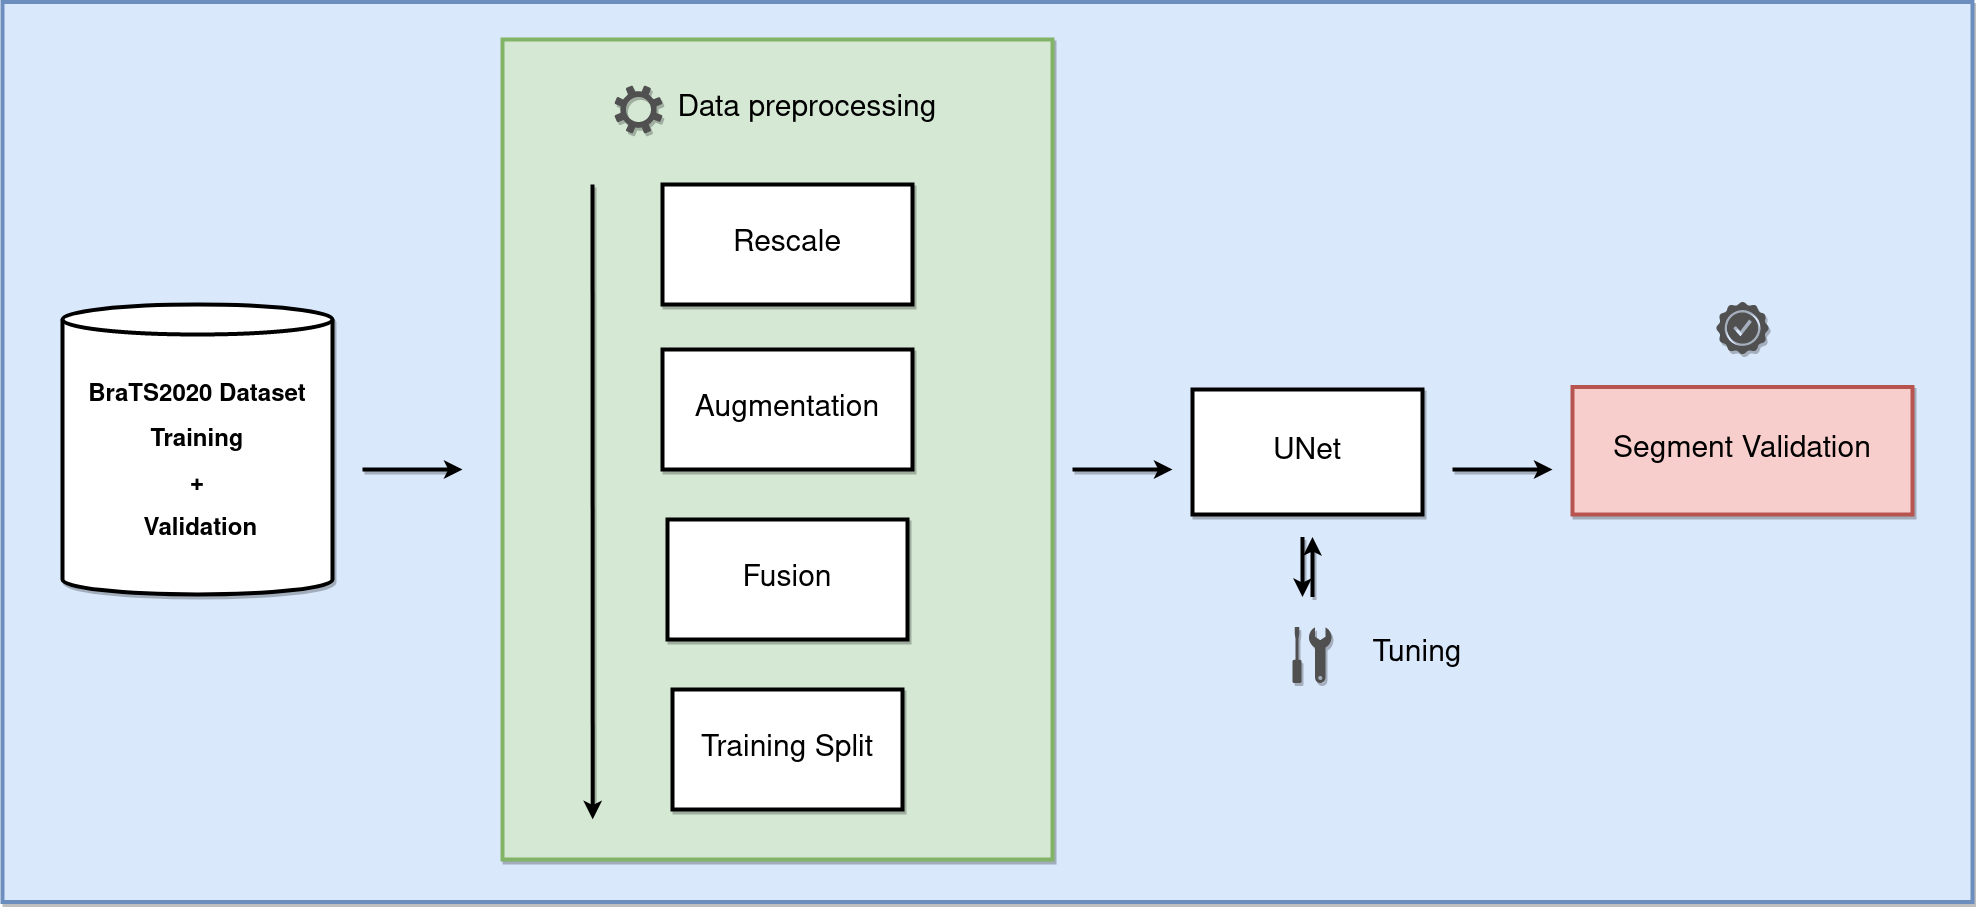 BraTS2020 Dataset
Training
+
Validation
Data preprocessing
Rescale
Augmentation
Fusion
Training Split
UNet
Tuning
Segment Validation